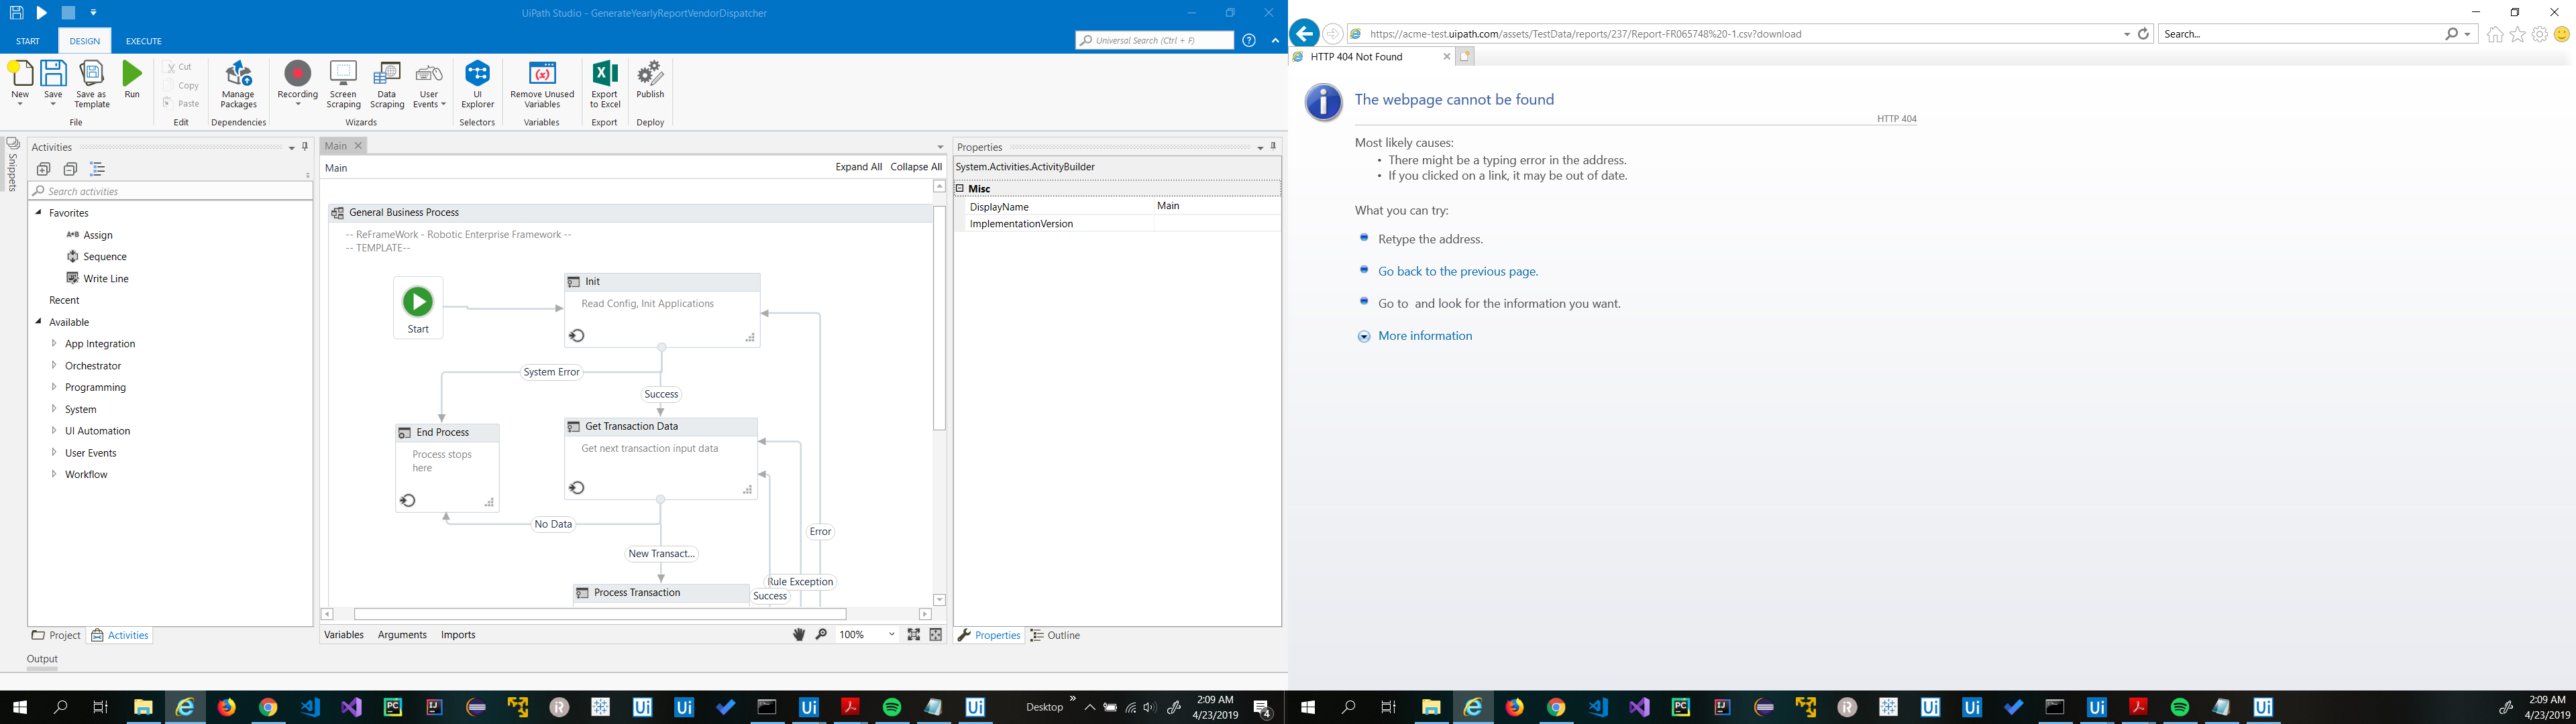 UiPath Studio - GenerateYearlyReportVendorDispatcher
START
DESIGN
EXECUTE
Universal Search (Ctrl + F)
New
Save
Save as
Template
Run
Cut
Copy
Paste
Manage
Packages
Recording
Screen
Scraping
Data
Scraping
User
Events
UI
Explorer
Remove Unused
Variables
Export
to Excel
Publish
File
Edit
Dependencies
Wizards
Selectors
Variables
Export
Deploy
Snippets
Activities
Search activities
Favorites
Assign
Sequence
Write Line
Recent
Available
App Integration
Orchestrator
Programming
System
UI Automation
User Events
Workflow
Project
Activities
Output
Main
Main
Expand All
Collapse All
General Business Process
-- ReFrameWork - Robotic Enterprise Framework --
-- TEMPLATE--
Start
Init
Read Config, Init Applications
System Error
Success
End Process
Process stops
here
Get Transaction Data
Get next transaction input data
No Data
New Transact...
Error
Rule Exception
Success
Process Transaction
Variables
Arguments
Imports
100%
Properties
System.Activities.ActivityBuilder
Misc
DisplayName
Main
ImplementationVersion
Properties
Outline
Desktop
2:09 AM
4/23/2019
4
https://acme-test.uipath.com/assets/TestData/reports/237/Report-FR065748%20-1.csv?download
Search...
HTTP 404 Not Found
The webpage cannot be found
HTTP 404
Most likely causes:
• There might be a typing error in the address.
• If you clicked on a link, it may be out of date.
What you can try:
Retype the address.
Go back to the previous page.
Go to  and look for the information you want.
More information
2:09 AM
4/23/2019